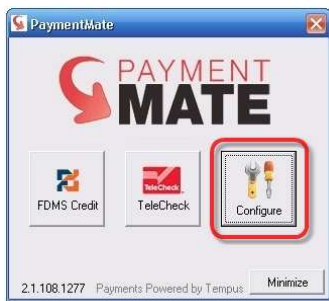 PaymentMate
PAYMENT
MATE
TeleCheck
FDMS Credit
TeleCheck
Configure
2.1.108.1277 Payments Powered by Tempus
Minimize